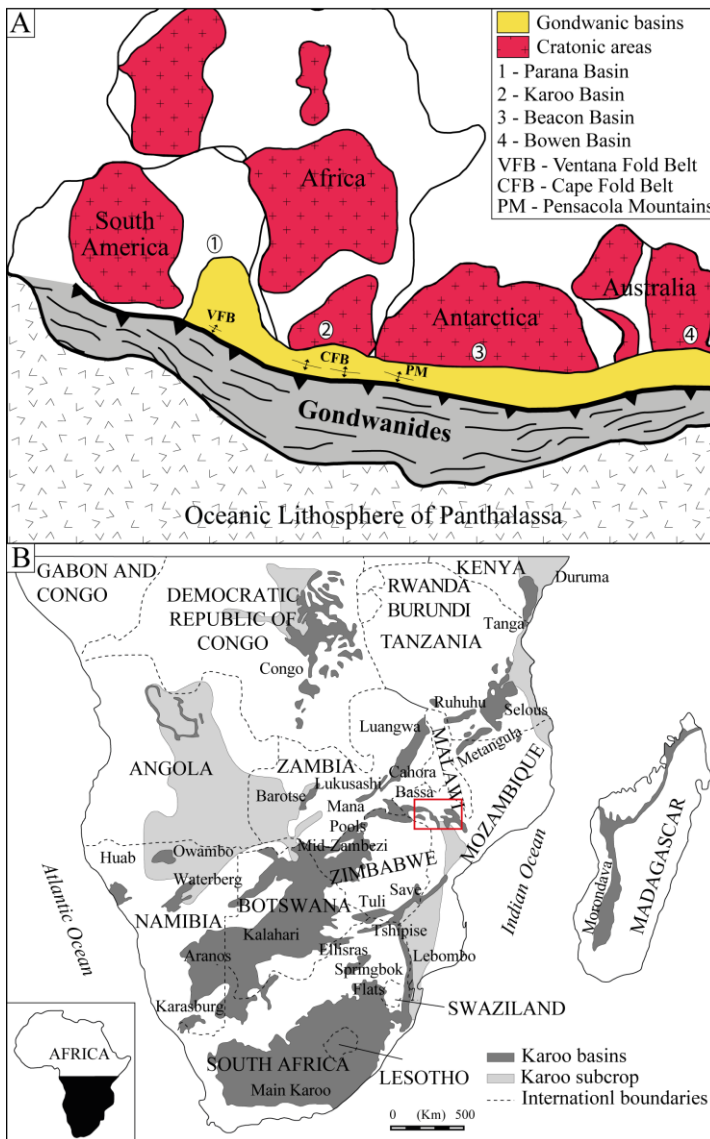 A
Gondwanic basins
Cratonic areas
1 - Parana Basin
2 - Karoo Basin
3 - Beacon Basin
4 - Bowen Basin
VFB - Ventana Fold Belt
CFB - Cape Fold Belt
PM - Pensacola Mountains
Africa
South
America
1
VFB
2
CFB
Antarctica
3
PM
Australia
4
Gondwanides
Oceanic Lithosphere of Panthalassa
B
GABON AND
CONGO
DEMOCRATIC
REPUBLIC OF
CONGO
Congo
RWANDA
BURUNDI
TANZANIA
KENYA
Duruma
Tanga
Ruhuhu
Selous
Luangwa
Metangula
MALAWI
ANGOLA
ZAMBIA
Lukusashi
Barotse
Cahora
Bassa
Mana
Pools
Mid-Zambezi
MOZAMBIQUE
Huab
Owambo
Waterberg
ZIMBABWE
Atlantic Ocean
NAMIBIA
BOTSWANA
Tuli
Save
Indian Ocean
Morondava
MADAGASCAR
Kalahari
Tshipise
Aranos
Ellisras
Lebombo
Springbok
Flats
Karasburg
SWAZILAND
SOUTH AFRICA
LESOTHO
Main Karoo
AFRICA
Karoo basins
Karoo subcrop
Internationl boundaries
0 (Km) 500